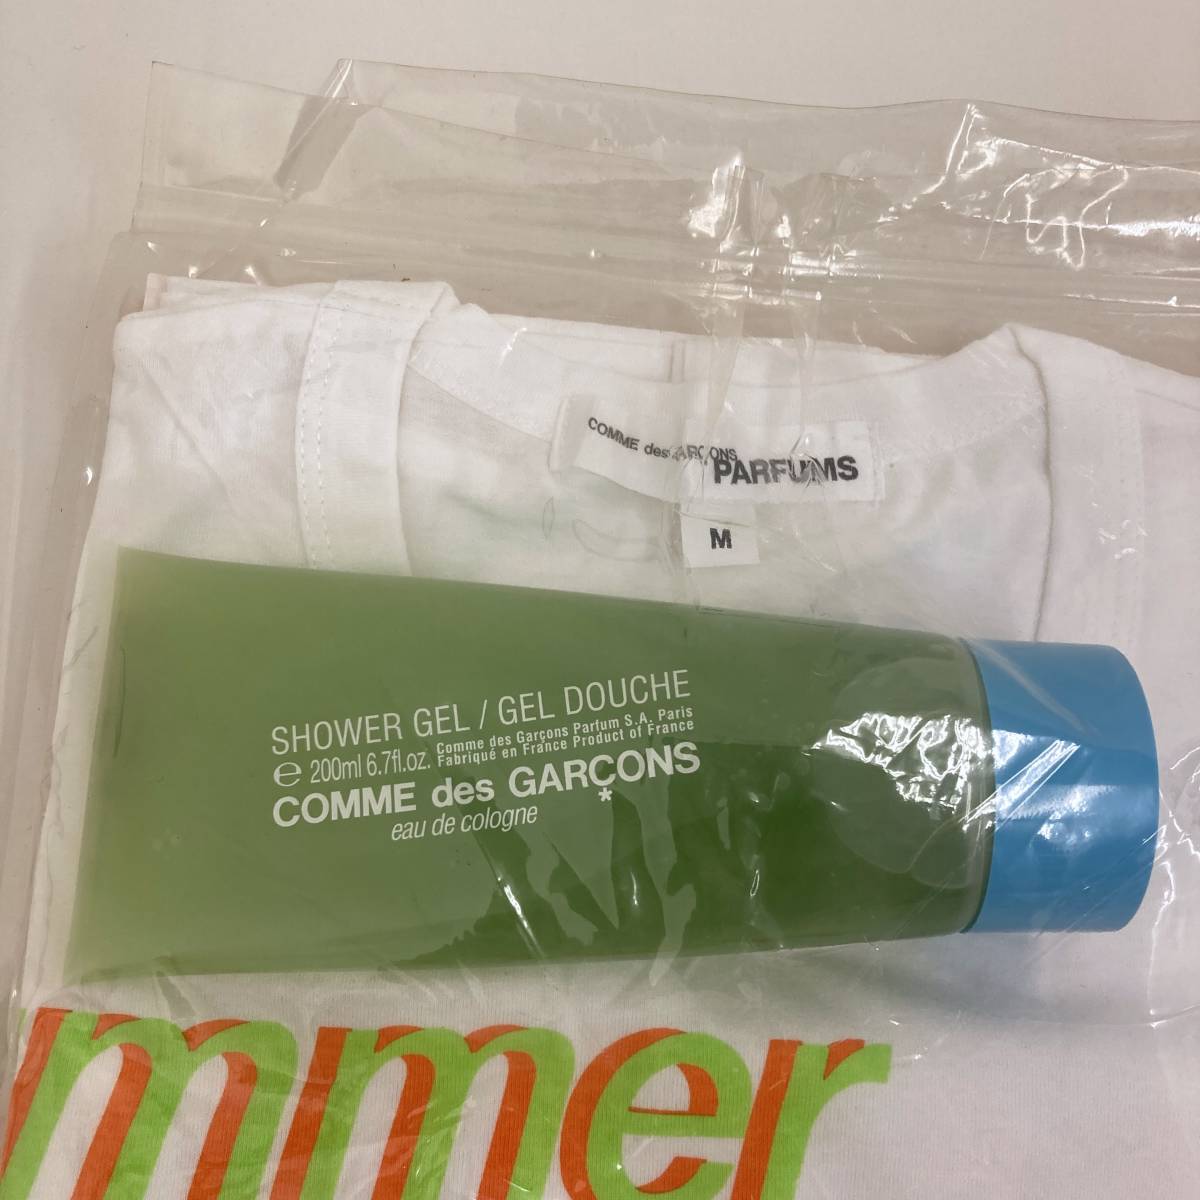 COMME des GARÇONS
PARFUMS
M
SHOWER GEL / GEL DOUCHE
℮ 200ml 6.7fl.oz.
Comme des Garçons Parfum S.A. Paris
Fabriqué en France Product of France
COMME des GARÇONS
*
eau de cologne
mmer